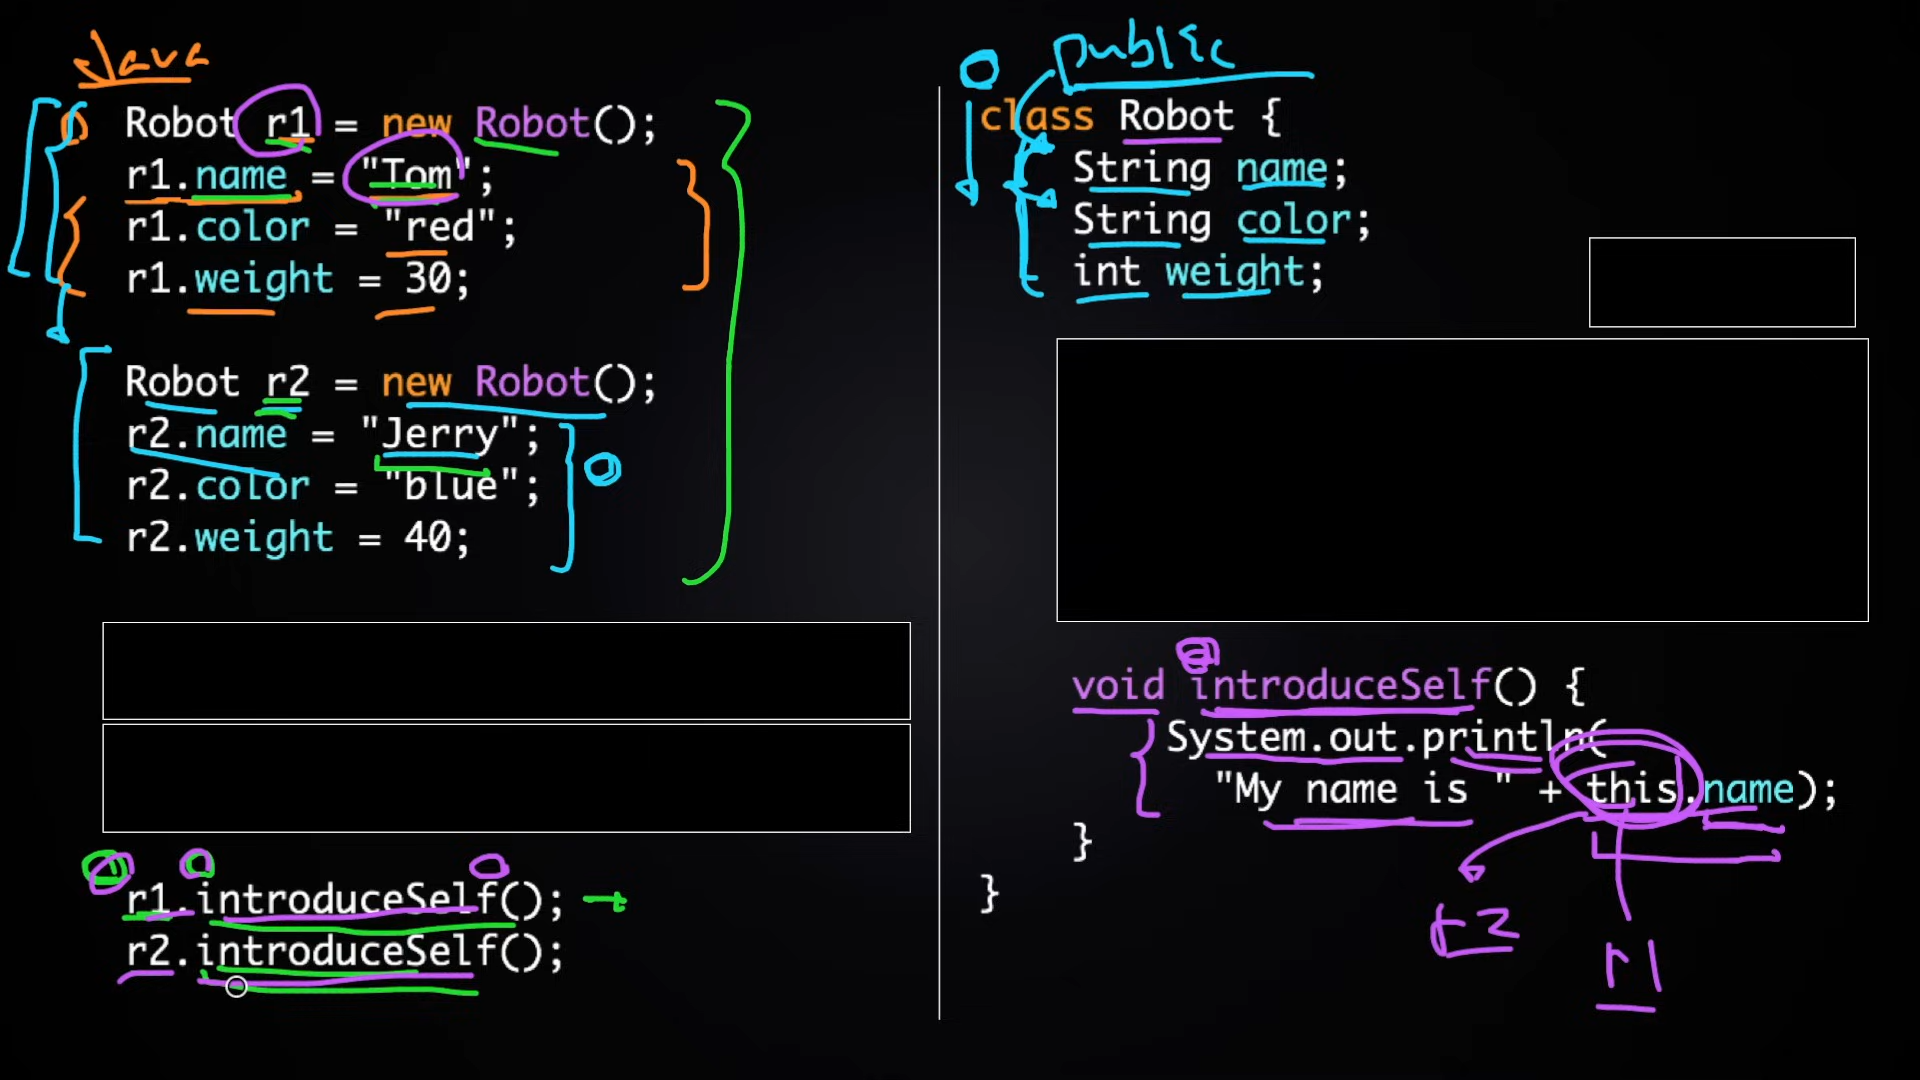 Java
Robot r1 = new Robot();
r1.name = "Tom";
r1.color = "red";
r1.weight = 30;
Robot r2 = new Robot();
r2.name = "Jerry";
r2.color = "blue";
r2.weight = 40;
r1.introduceSelf();
r2.introduceSelf();
public
class Robot {
String name;
String color;
int weight;
void introduceSelf() {
System.out.println(
"My name is " + this.name);
}
}
r2
r1